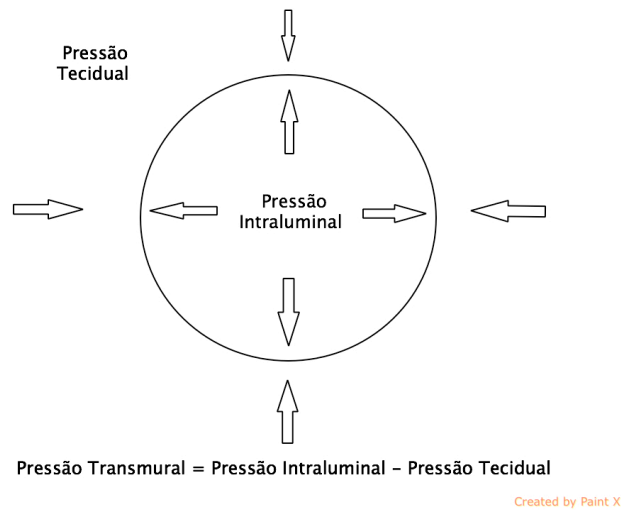 Pressão
Tecidual
Pressão
Intraluminal
Pressão Transmural = Pressão Intraluminal - Pressão Tecidual
Created by Paint X